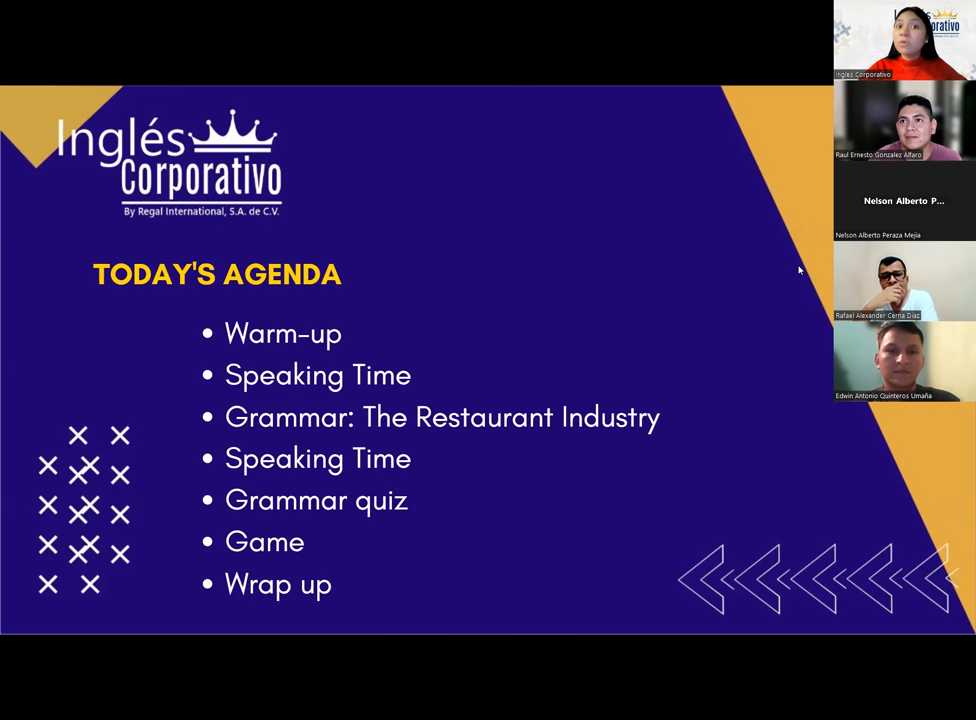 Inglés
Corporativo
By Regal International, S.A. de C.V.
TODAY'S AGENDA
• Warm-up
• Speaking Time
• Grammar: The Restaurant Industry
• Speaking Time
• Grammar quiz
• Game
• Wrap up
Inglés Corporativo
Raul Ernesto Gonzalez Alfaro
Nelson Alberto P...
Nelson Alberto Peraza Mejia
Rafael Alexander Cerna Díaz
Edwin Antonio Quinteros Umaña